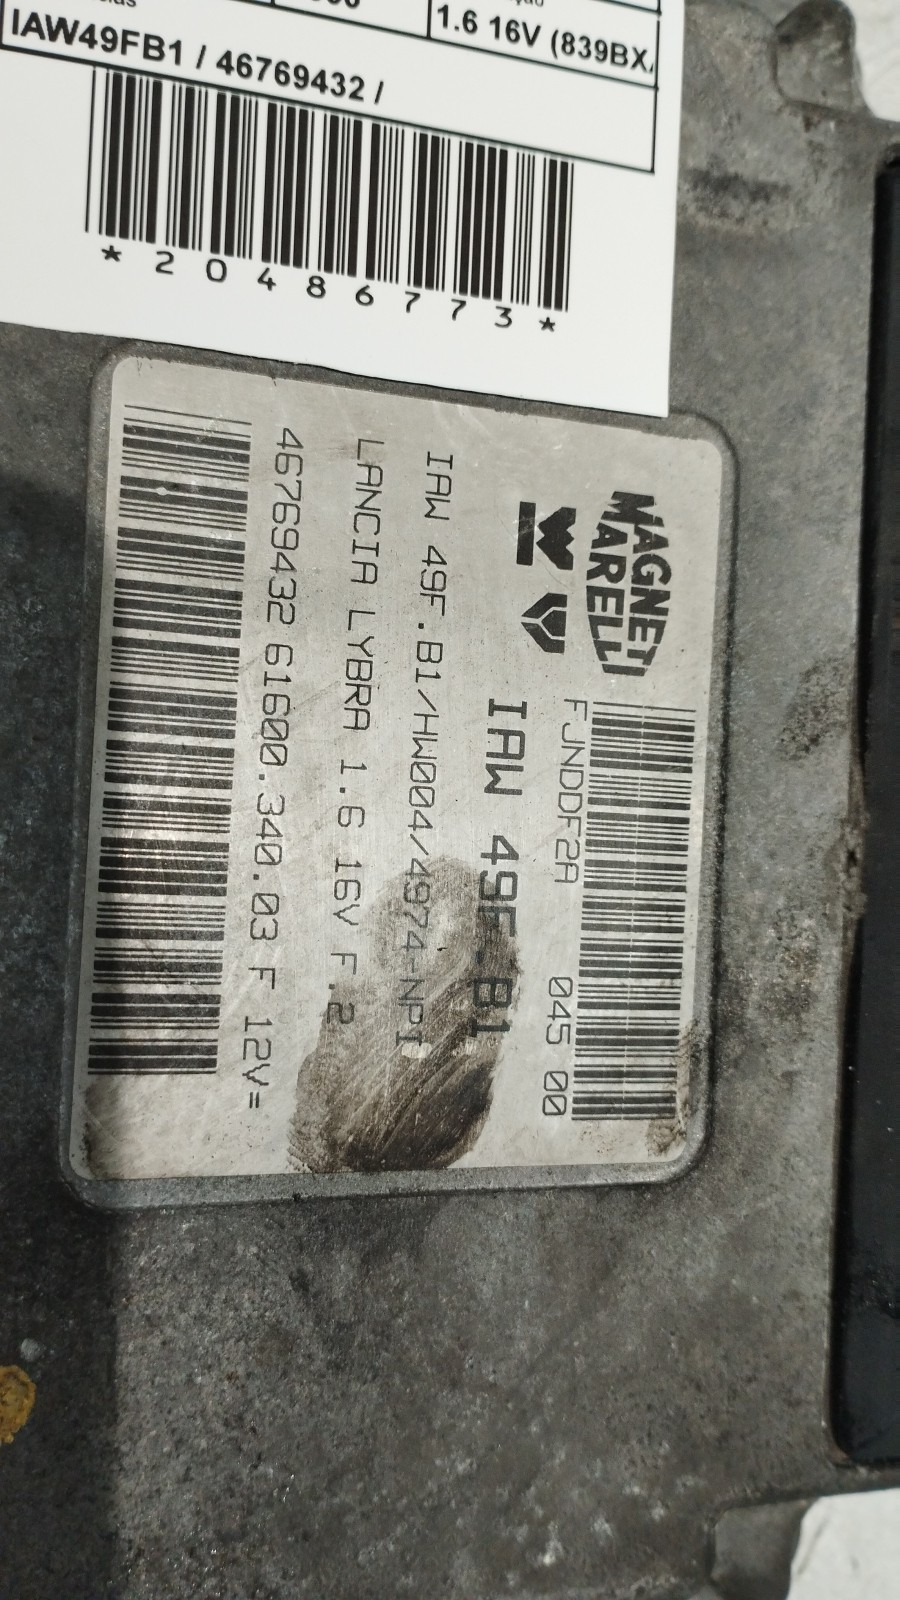 1.6 16V (839BX
IAW49FB1 / 46769432 /
*20486773*
MAGNETI
MARELLI
FJNDDF2A 045 00
IAW 49F.B1
IAW 49F.B1/HW004/4974-NPI
LANCIA LYBRA 1.6 16V F.2
46769432 61600.340.03 F 12V=